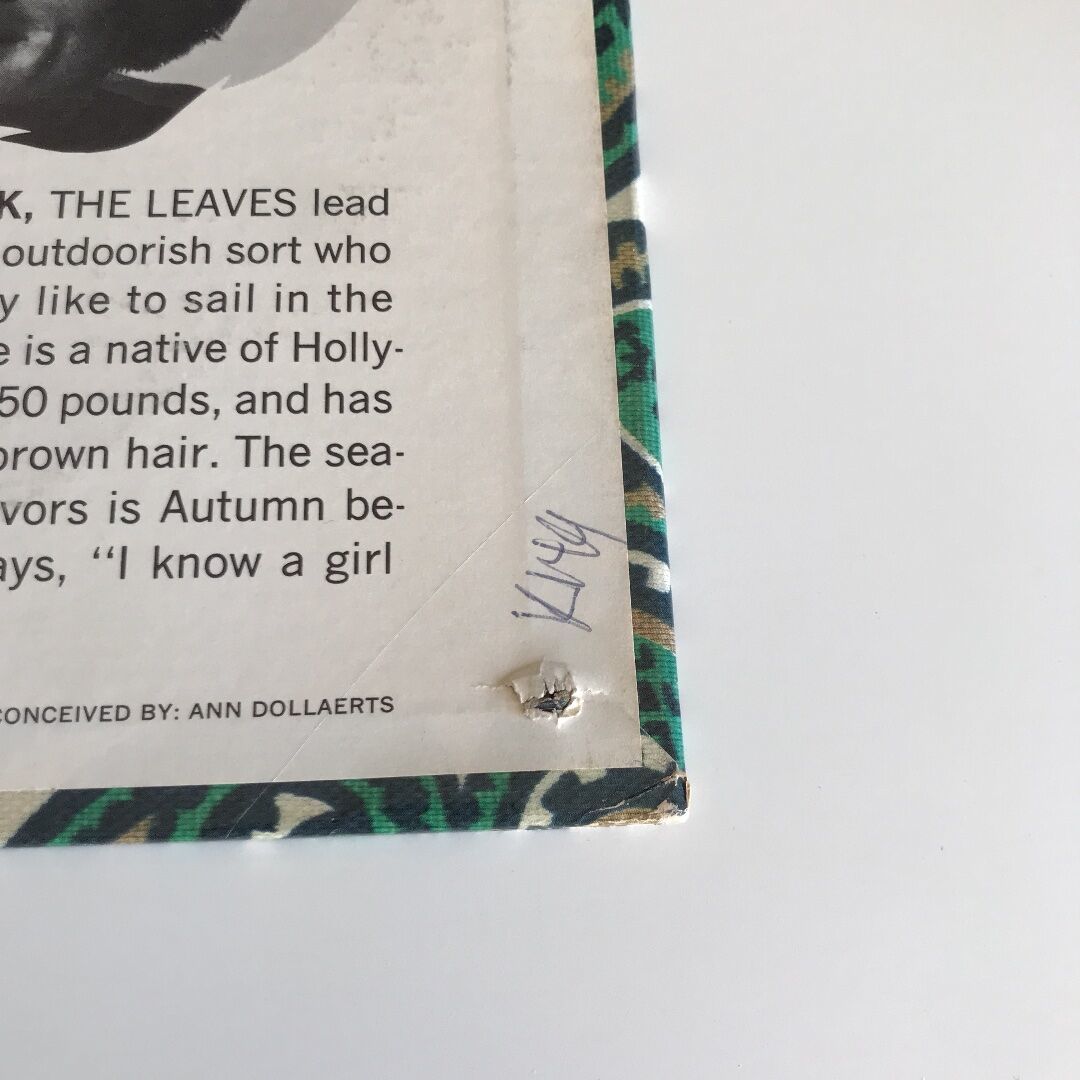 K, THE LEAVES lead
outdoorish sort who
y like to sail in the
e is a native of Holly-
50 pounds, and has
brown hair. The sea-
vors is Autumn be-
ays, “I know a girl
CONCEIVED BY: ANN DOLLAERTS